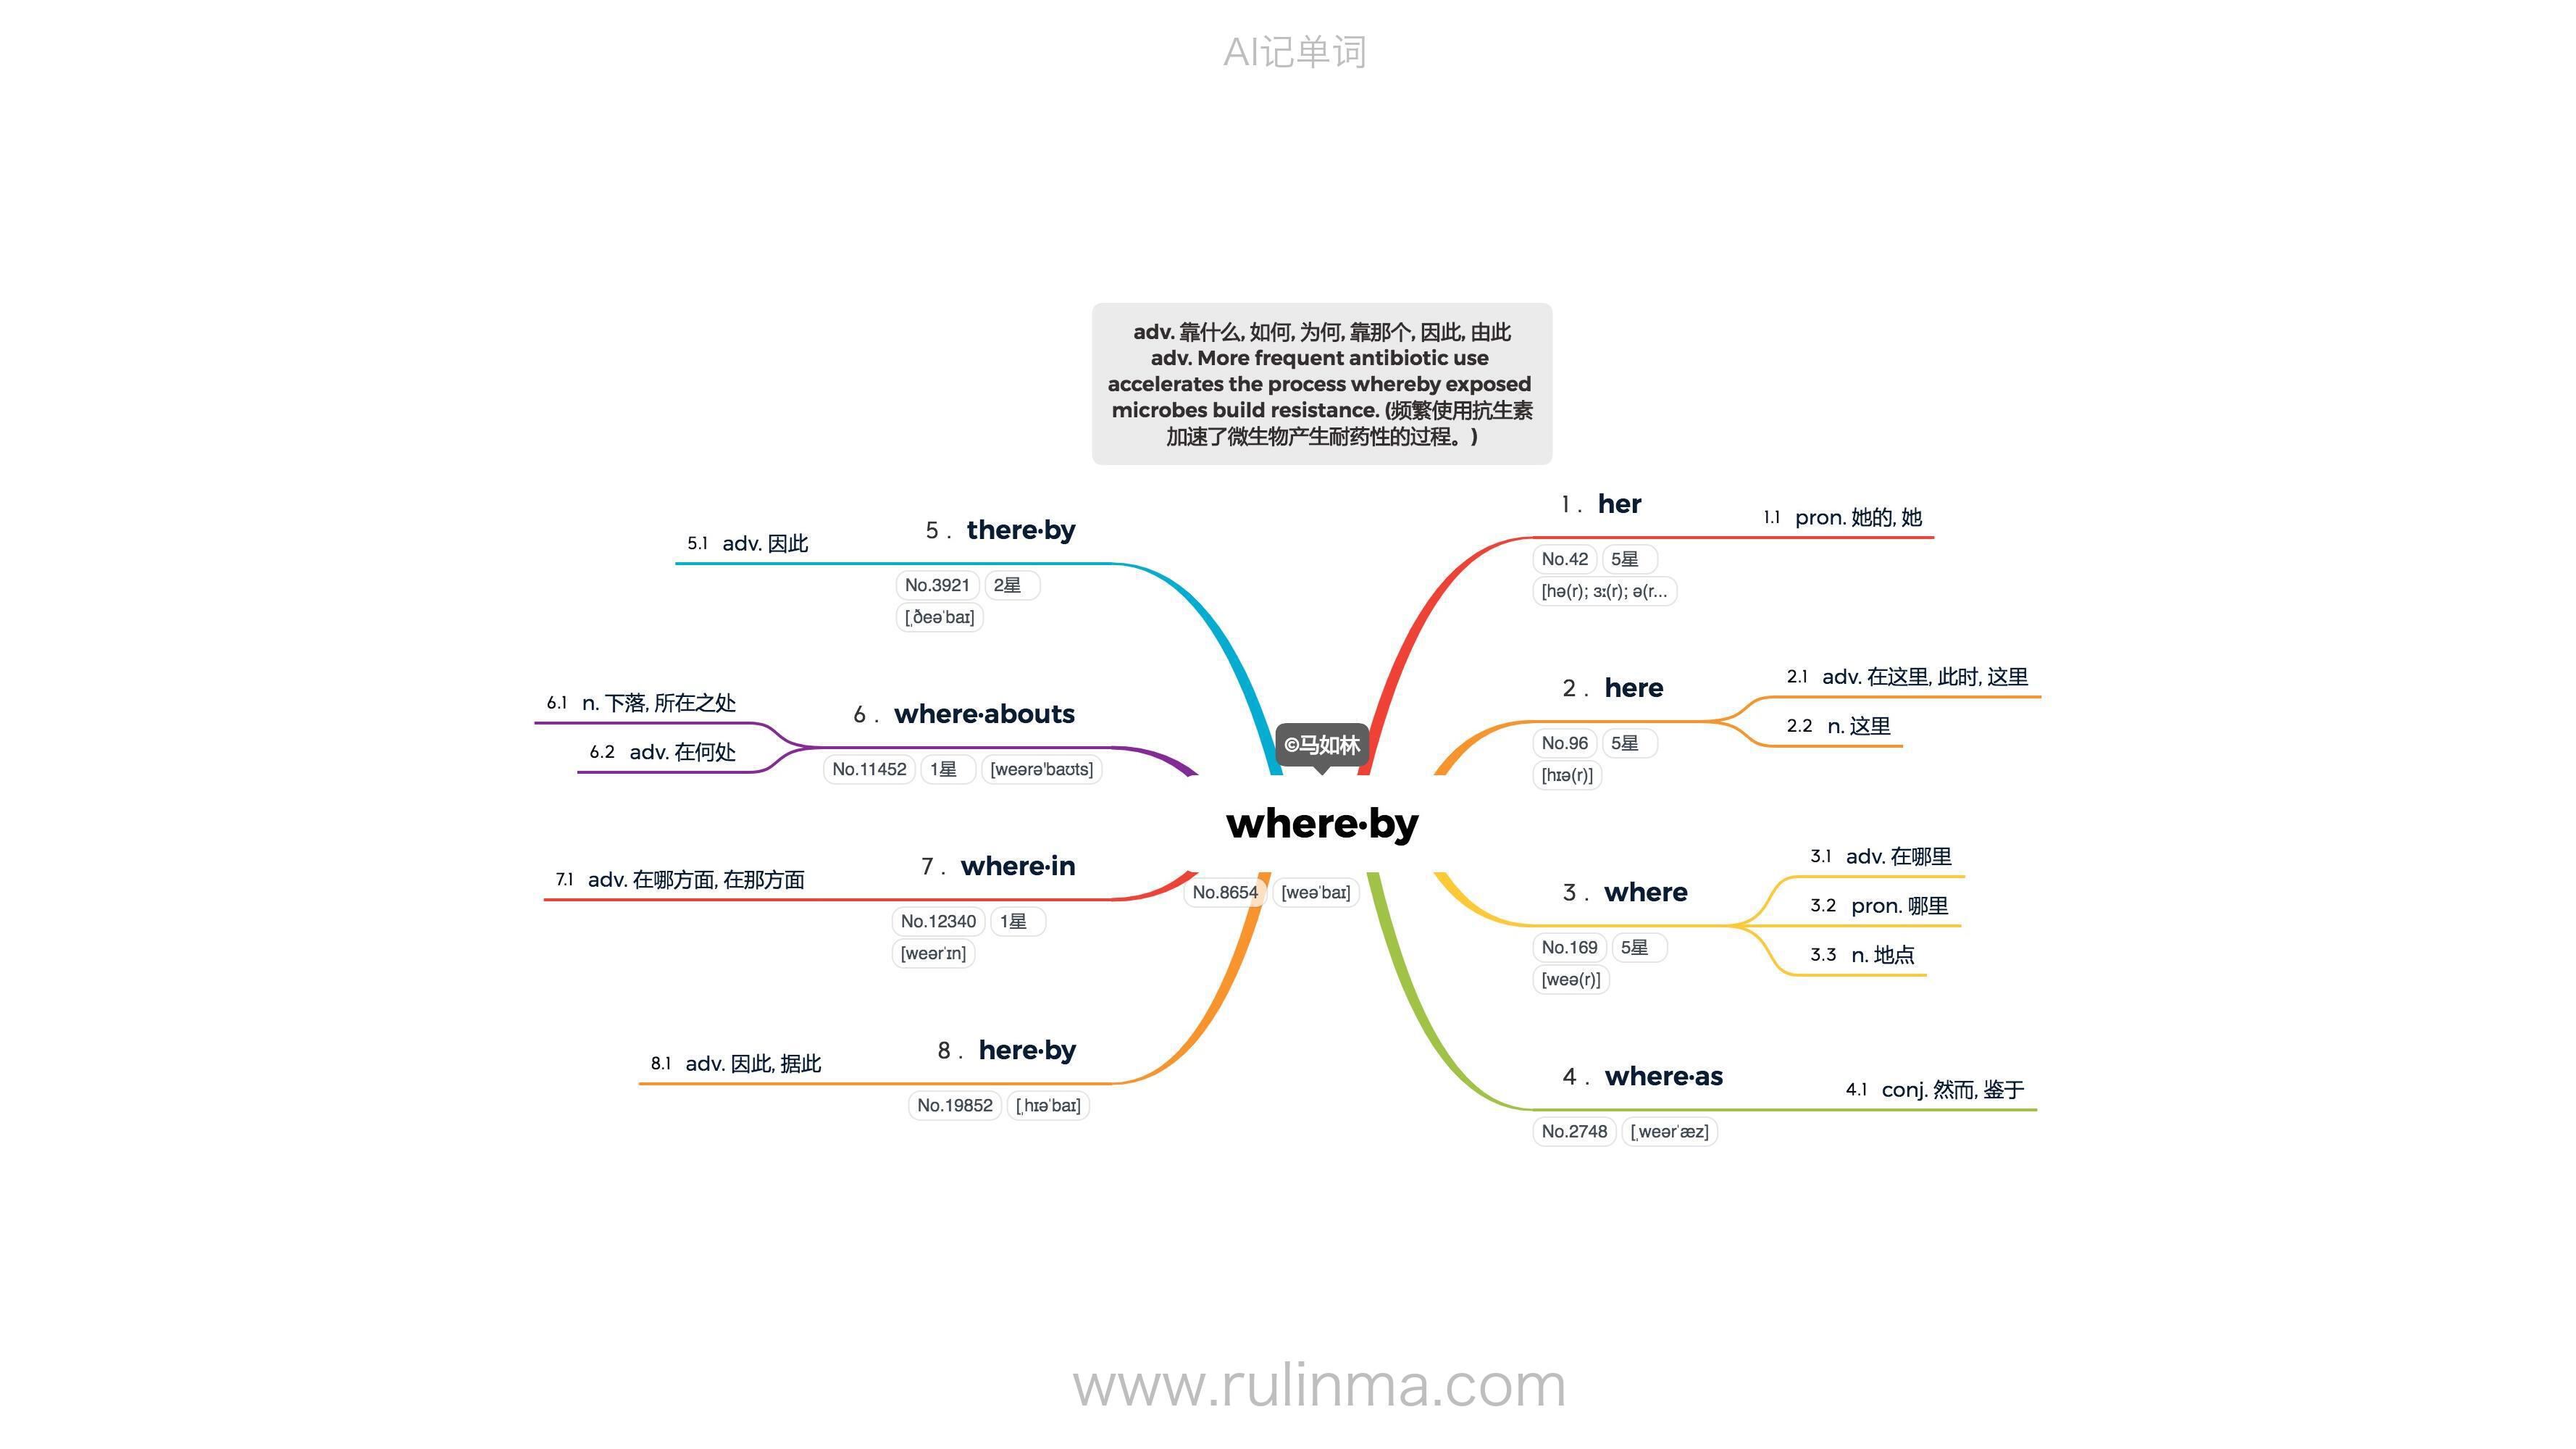 AI记单词
adv. 靠什么, 如何, 为何, 靠那个, 因此, 由此
adv. More frequent antibiotic use
accelerates the process whereby exposed
microbes build resistance. (频繁使用抗生素
加速了微生物产生耐药性的过程。)
©马如林
where·by
No.8654 [weəˈbaɪ]
1 . her
No.42 5星
[hə(r); ɜː(r); ə(r...
1.1 pron. 她的, 她
2 . here
No.96 5星
[hɪə(r)]
2.1 adv. 在这里, 此时, 这里
2.2 n. 这里
3 . where
No.169 5星
[weə(r)]
3.1 adv. 在哪里
3.2 pron. 哪里
3.3 n. 地点
4 . where·as
No.2748 [ˌweərˈæz]
4.1 conj. 然而, 鉴于
5 . there·by
No.3921 2星
[ˌðeəˈbaɪ]
5.1 adv. 因此
6 . where·abouts
No.11452 1星 [weərə'baʊts]
6.1 n. 下落, 所在之处
6.2 adv. 在何处
7 . where·in
No.12340 1星
[weərˈɪn]
7.1 adv. 在哪方面, 在那方面
8 . here·by
No.19852 [ˌhɪəˈbaɪ]
8.1 adv. 因此, 据此
www.rulinma.com